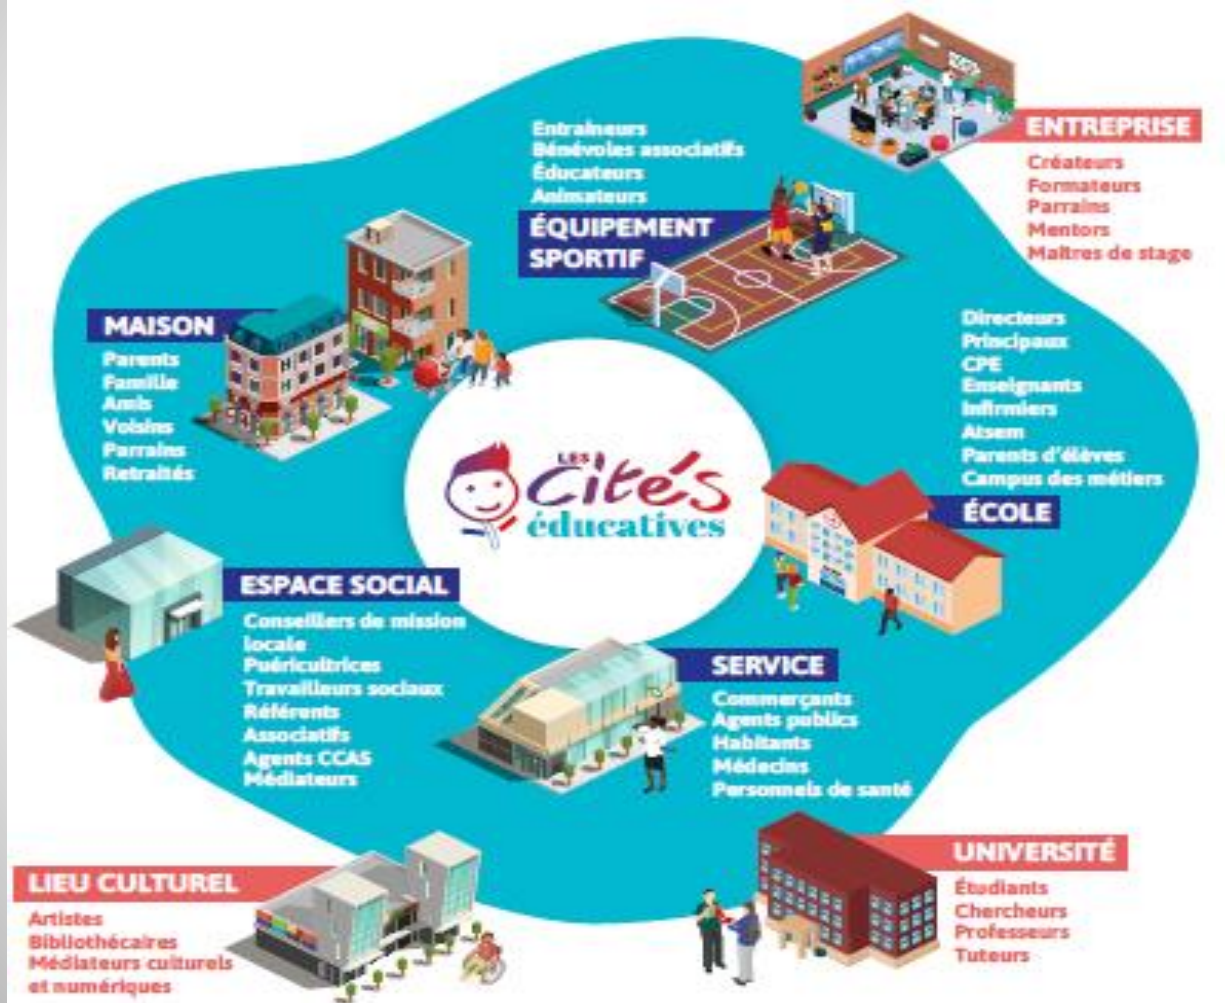 ENTREPRISE
Créateurs
Formateurs
Parrains
Mentors
Maîtres de stage
Entraineurs
Bénévoles associatifs
Éducateurs
Animateurs
ÉQUIPEMENT
SPORTIF
MAISON
Parents
Famille
Amis
Voisins
Parrains
Retraités
Directeurs
Principaux
CPE
Enseignants
Infirmiers
Atsem
Parents d'élèves
Campus des métiers
ÉCOLE
LES
Cités
éducatives
ESPACE SOCIAL
Conseillers de mission
locale
Puéricultrices
Travailleurs sociaux
Référents
Associatifs
Agents CCAS
Médiateurs
SERVICE
Commerçants
Agents publics
Habitants
Médecins
Personnels de santé
LIEU CULTUREL
Artistes
Bibliothécaires
Médiateurs culturels
et numériques
UNIVERSITÉ
Étudiants
Chercheurs
Professeurs
Tuteurs